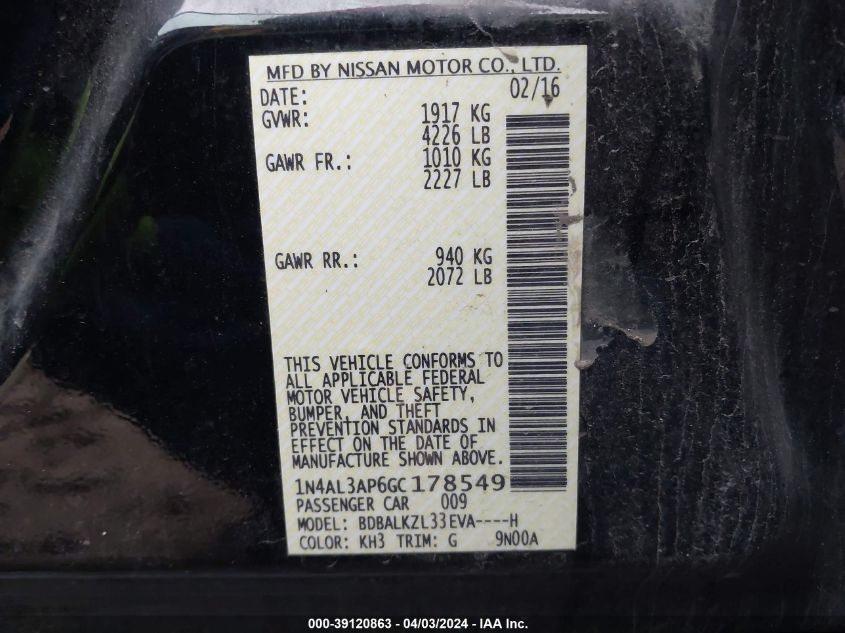 MFD BY NISSAN MOTOR CO., LTD.
DATE: 02/16
GVWR: 1917 KG
4226 LB
GAWR FR.: 1010 KG
2227 LB
GAWR RR.: 940 KG
2072 LB
THIS VEHICLE CONFORMS TO
ALL APPLICABLE FEDERAL
MOTOR VEHICLE SAFETY,
BUMPER, AND THEFT
PREVENTION STANDARDS IN
EFFECT ON THE DATE OF
MANUFACTURE SHOWN ABOVE.
1N4AL3AP6GC178549
PASSENGER CAR 009
MODEL: BDBALKZL33EVA----H
COLOR: KH3 TRIM: G 9N00A
000-39120863 - 04/03/2024 - IAA Inc.